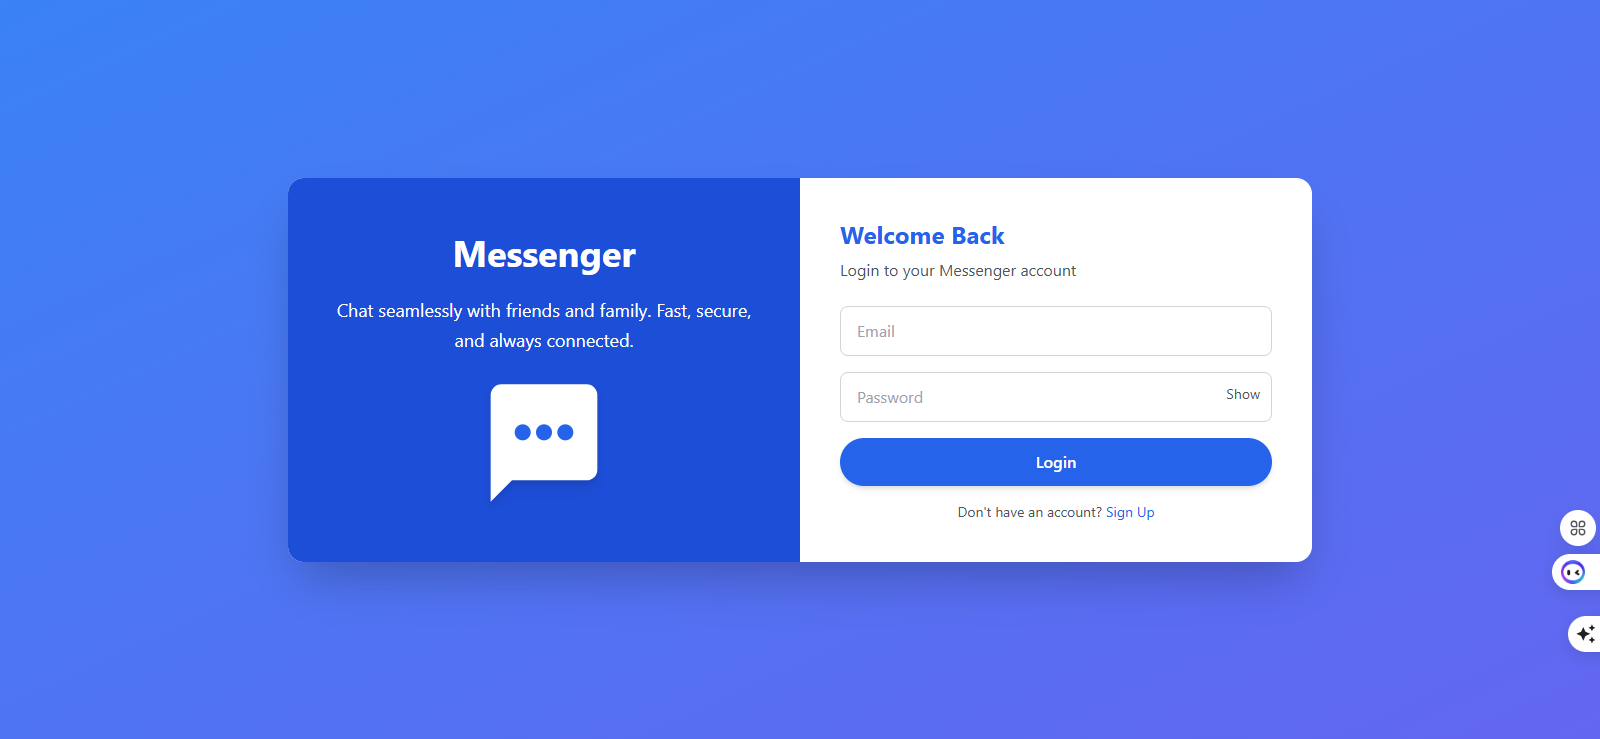 Messenger
Chat seamlessly with friends and family. Fast, secure,
and always connected.
Welcome Back
Login to your Messenger account
Email
Password
Show
Login
Don't have an account? Sign Up